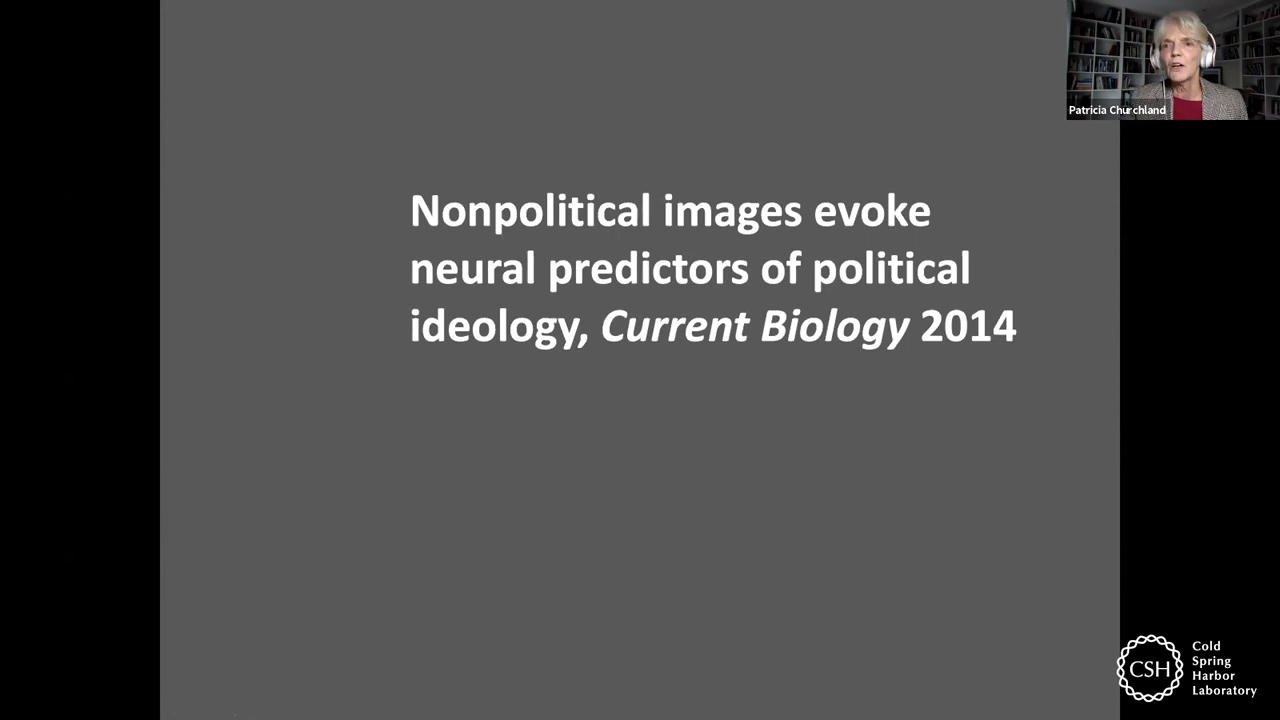 Patricia Churchland
Nonpolitical images evoke
neural predictors of political
ideology, Current Biology 2014
CSH
Cold
Spring
Harbor
Laboratory